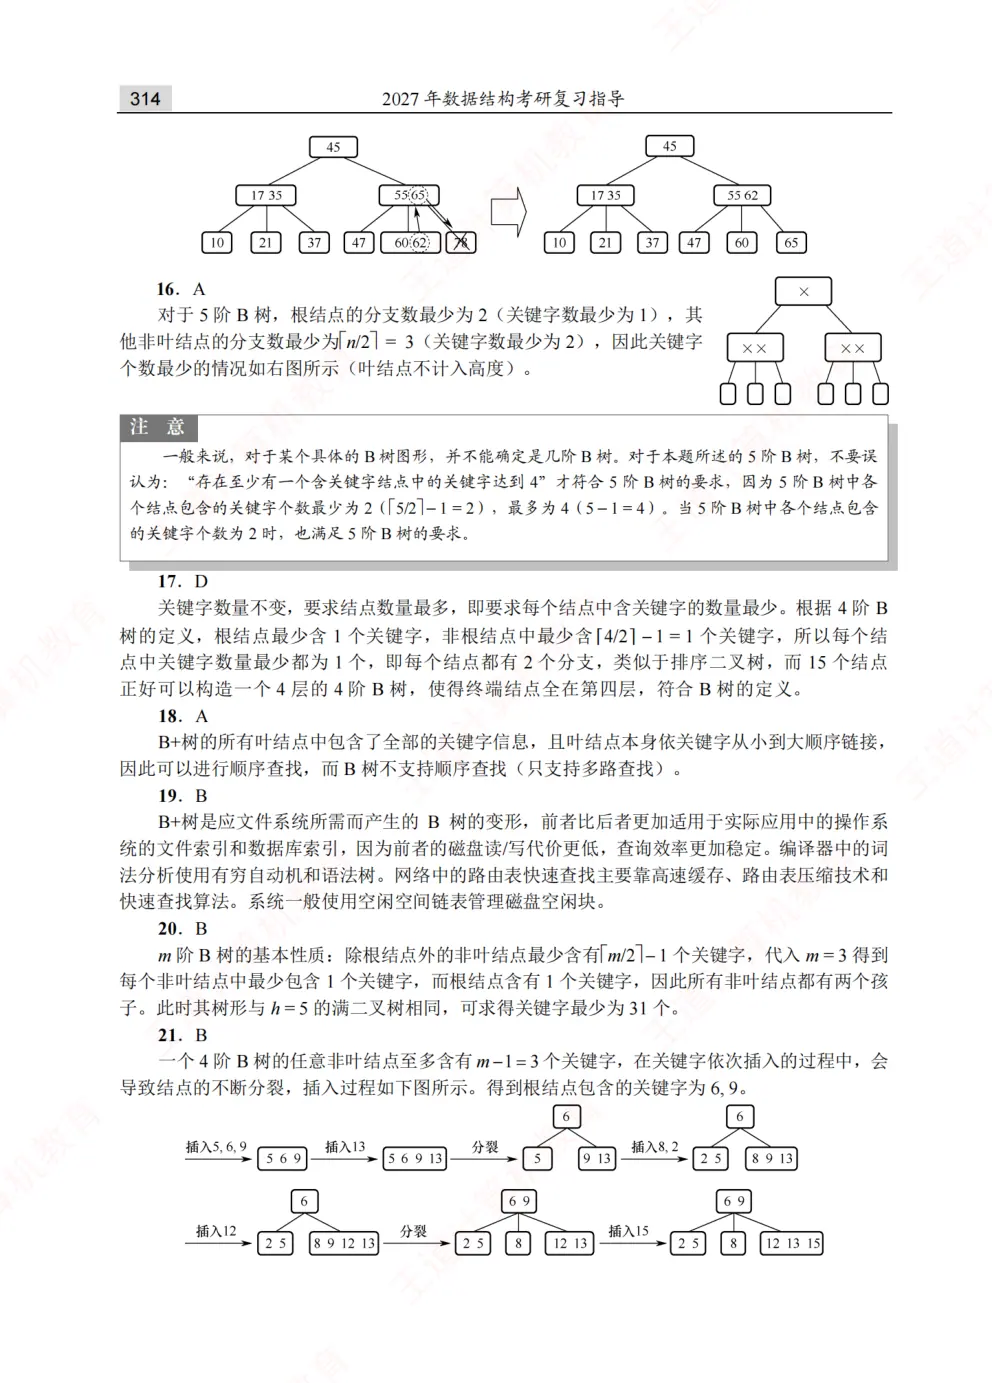 314
2027 年数据结构考研复习指导
45
17 35
55 65
10
21
37
47
60 62
78
45
17 35
55 62
10
21
37
47
60
65
16．A
对于 5 阶 B 树，根结点的分支数最少为 2（关键字数最少为 1），其
他非叶结点的分支数最少为⌈n/2⌉ = 3（关键字数最少为 2），因此关键字
个数最少的情况如右图所示（叶结点不计入高度）。
×
× ×
× ×
注 意
一般来说，对于某个具体的 B 树图形，并不能确定是几阶 B 树。对于本题所述的 5 阶 B 树，不要误
认为：“存在至少有一个含关键字结点中的关键字达到 4”才符合 5 阶 B 树的要求，因为 5 阶 B 树中各
个结点包含的关键字个数最少为 2（⌈5/2⌉ − 1 = 2），最多为 4（5 − 1 = 4）。当 5 阶 B 树中各个结点包含
的关键字个数为 2 时，也满足 5 阶 B 树的要求。
17．D
关键字数量不变，要求结点数量最多，即要求每个结点中含关键字的数量最少。根据 4 阶 B
树的定义，根结点最少含 1 个关键字，非根结点中最少含⌈4/2⌉ − 1 = 1 个关键字，所以每个结
点中关键字数量最少都为 1 个，即每个结点都有 2 个分支，类似于排序二叉树，而 15 个结点
正好可以构造一个 4 层的 4 阶 B 树，使得终端结点全在第四层，符合 B 树的定义。
18．A
B+树的所有叶结点中包含了全部的关键字信息，且叶结点本身依关键字从小到大顺序链接，
因此可以进行顺序查找，而 B 树不支持顺序查找（只支持多路查找）。
19．B
B+树是应文件系统所需而产生的 B 树的变形，前者比后者更加适用于实际应用中的操作系
统的文件索引和数据库索引，因为前者的磁盘读/写代价更低，查询效率更加稳定。编译器中的词
法分析使用有穷自动机和语法树。网络中的路由表快速查找主要靠高速缓存、路由表压缩技术和
快速查找算法。系统一般使用空闲空间链表管理磁盘空闲块。
20．B
m 阶 B 树的基本性质：除根结点外的非叶结点最少含有⌈m/2⌉ − 1 个关键字，代入 m = 3 得到
每个非叶结点中最少包含 1 个关键字，而根结点含有 1 个关键字，因此所有非叶结点都有两个孩
子。此时其树形与 h = 5 的满二叉树相同，可求得关键字最少为 31 个。
21．B
一个 4 阶 B 树的任意非叶结点至多含有 m − 1 = 3 个关键字，在关键字依次插入的过程中，会
导致结点的不断分裂，插入过程如下图所示。得到根结点包含的关键字为 6, 9。
插入5, 6, 9
5 6 9
插入13
5 6 9 13
分裂
6
5
9 13
插入8, 2
6
2 5
8 9 13
插入12
6
2 5
8 9 12 13
分裂
6 9
2 5
8
12 13
插入15
6 9
2 5
8
12 13 15